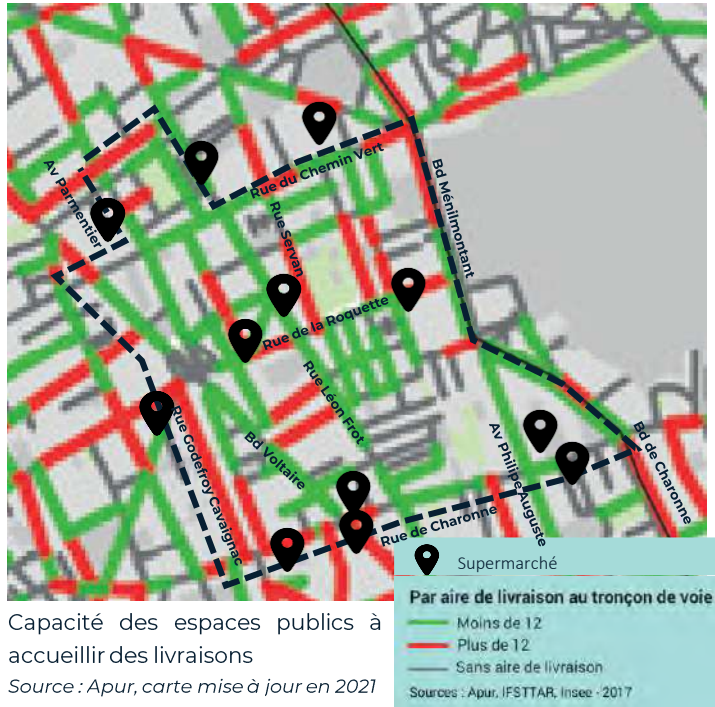 Av Parmentier
Rue du Chemin Vert
Bd Ménilmontant
Rue Servan
Rue de la Roquette
Rue Léon Frot
Rue Godefroy Cavaignac
Bd Voltaire
Av Philipe Auguste
Bd de Charonne
Rue de Charonne
Supermarché
Par aire de livraison au tronçon de voie
Moins de 12
Plus de 12
Sans aire de livraison
Sources : Apur, IFSTTAR, Insee - 2017
Capacité des espaces publics à
accueillir des livraisons
Source : Apur, carte mise à jour en 2021